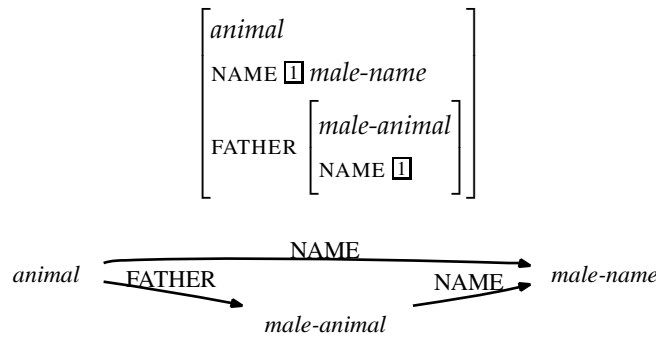 animal
NAME 1 male-name
FATHER
male-animal
NAME 1
NAME
animal FATHER NAME male-name
male-animal